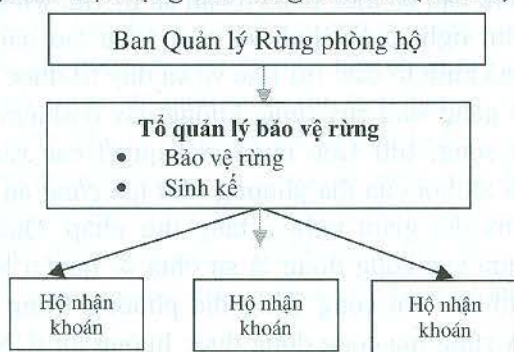 Ban Quản lý Rừng phòng hộ
Tổ quản lý bảo vệ rừng
• Bảo vệ rừng
• Sinh kế
Hộ nhận
khoán
Hộ nhận
khoán
Hộ nhận
khoán